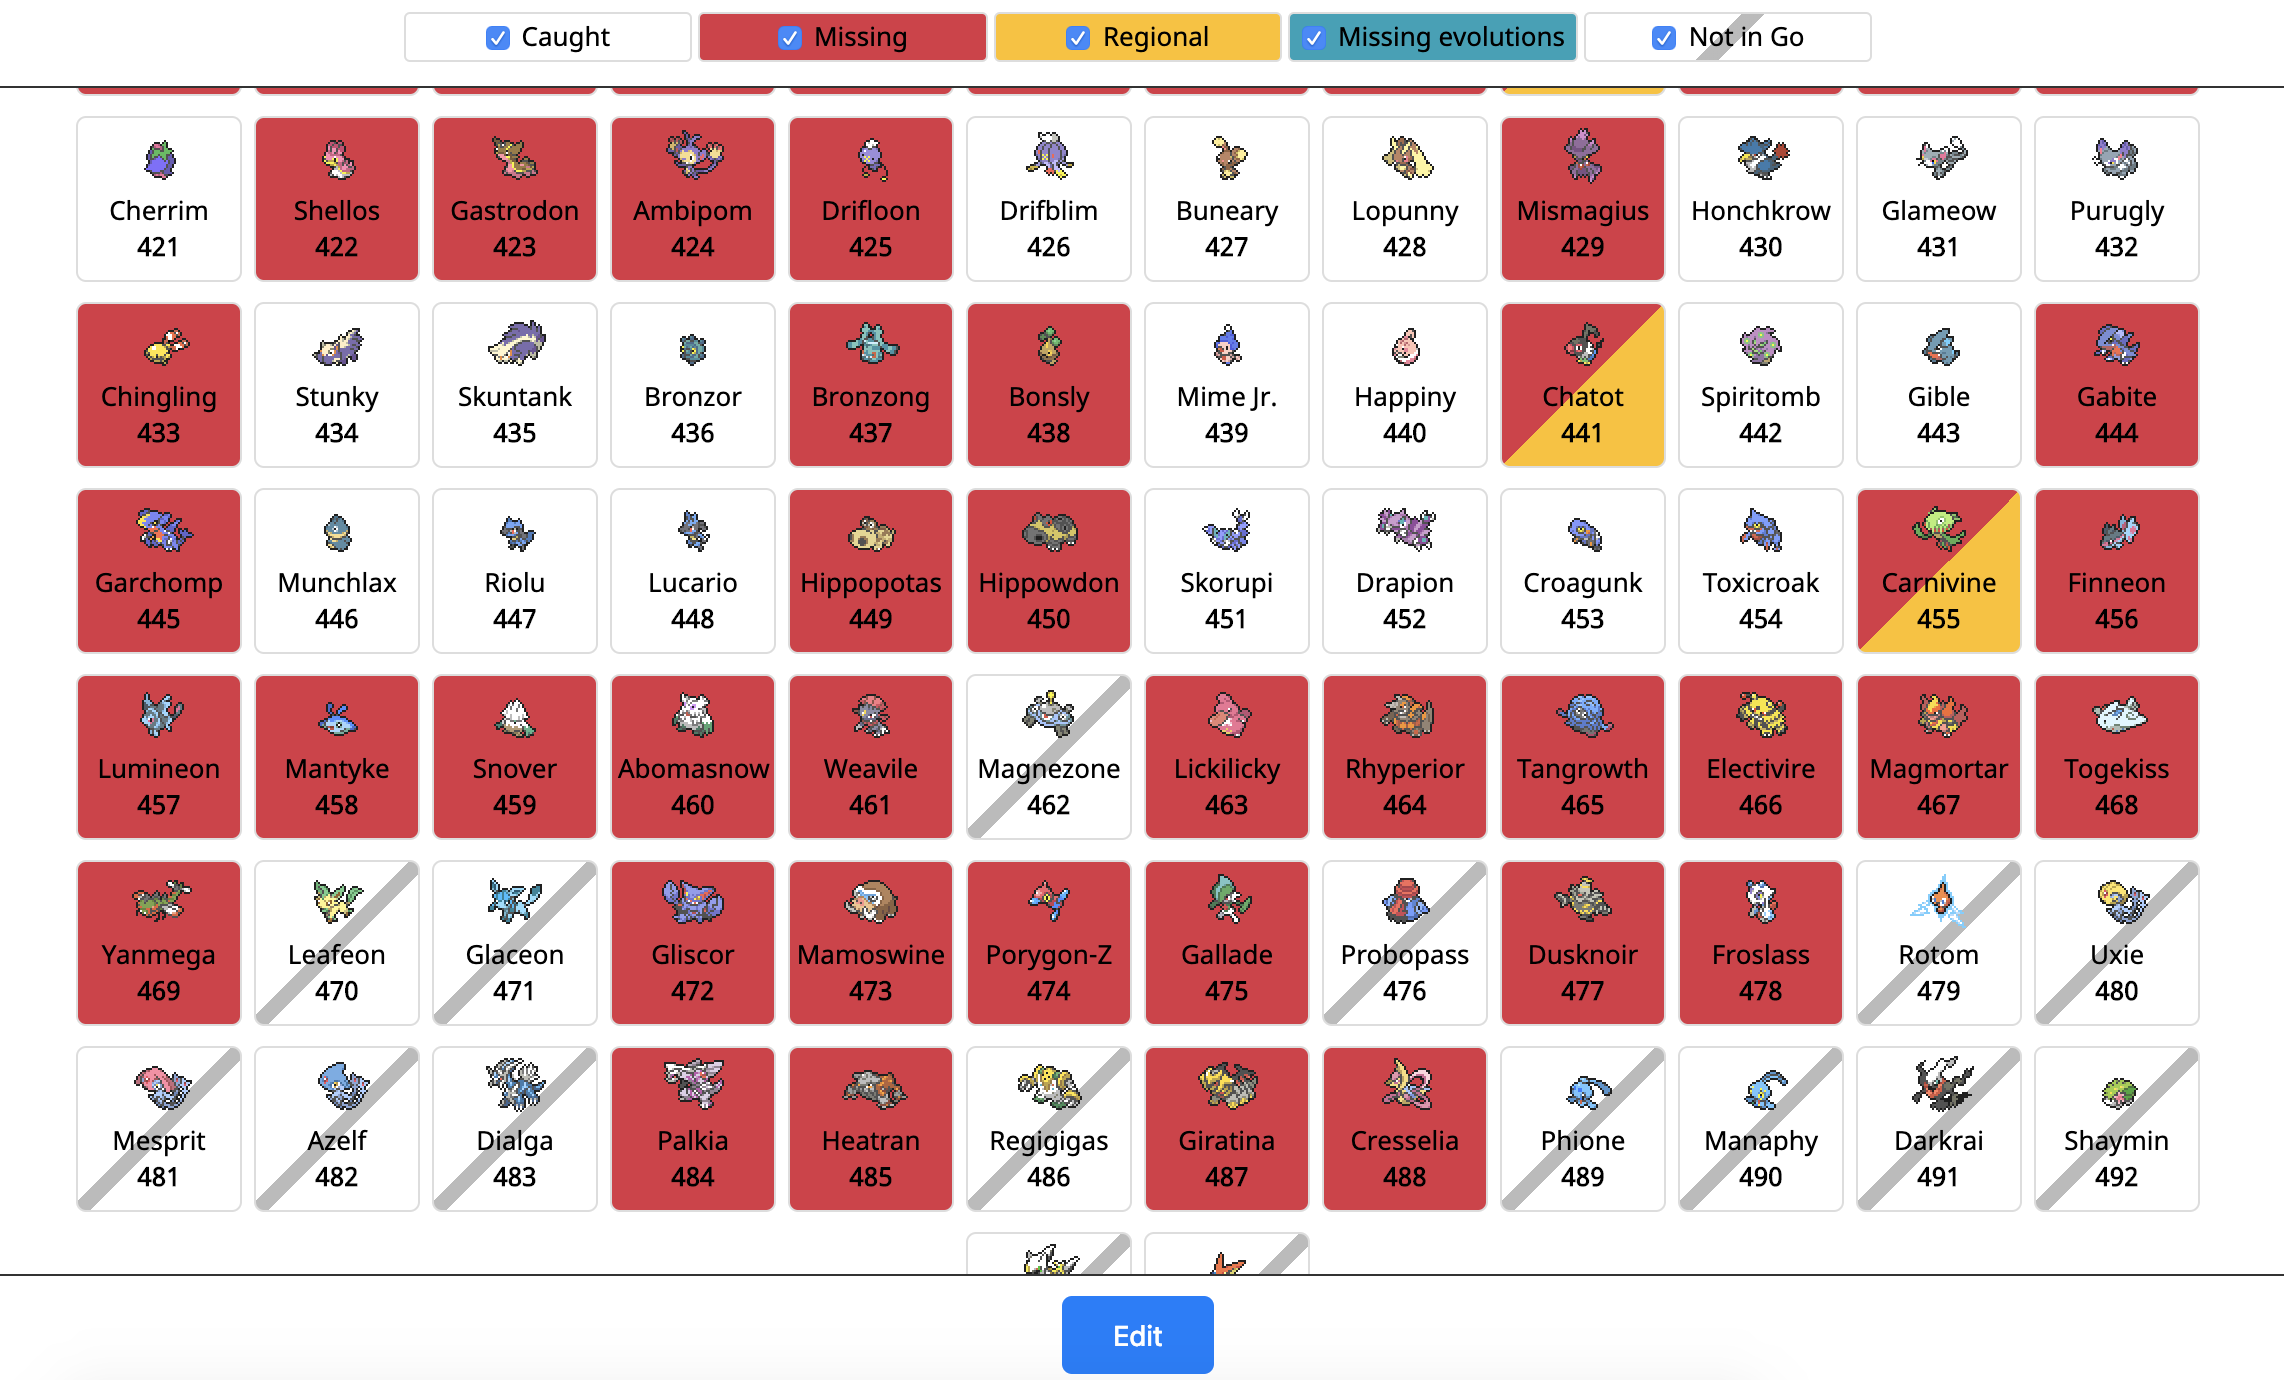 Caught Missing Regional Missing evolutions Not in Go
Cherrim Shellos Gastrodon Ambipom Drifloon Drifblim Buneary Lopunny Mismagius Honchkrow Glameow Purugly
421 422 423 424 425 426 427 428 429 430 431 432
Chingling Stunky Skuntank Bronzor Bronzong Bonsly Mime Jr. Happiny Chatot Spiritomb Gible Gabite
433 434 435 436 437 438 439 440 441 442 443 444
Garchomp Munchlax Riolu Lucario Hippopotas Hippowdon Skorupi Drapion Croagunk Toxicroak Carnivine Finneon
445 446 447 448 449 450 451 452 453 454 455 456
Lumineon Mantyke Snover Abomasnow Weavile Magnezone Lickilicky Rhyperior Tangrowth Electivire Magmortar Togekiss
457 458 459 460 461 462 463 464 465 466 467 468
Yanmega Leafeon Glaceon Gliscor Mamoswine Porygon-Z Gallade Probopass Dusknoir Froslass Rotom Uxie
469 470 471 472 473 474 475 476 477 478 479 480
Mesprit Azelf Dialga Palkia Heatran Regigigas Giratina Cresselia Phione Manaphy Darkrai Shaymin
481 482 483 484 485 486 487 488 489 490 491 492
Edit